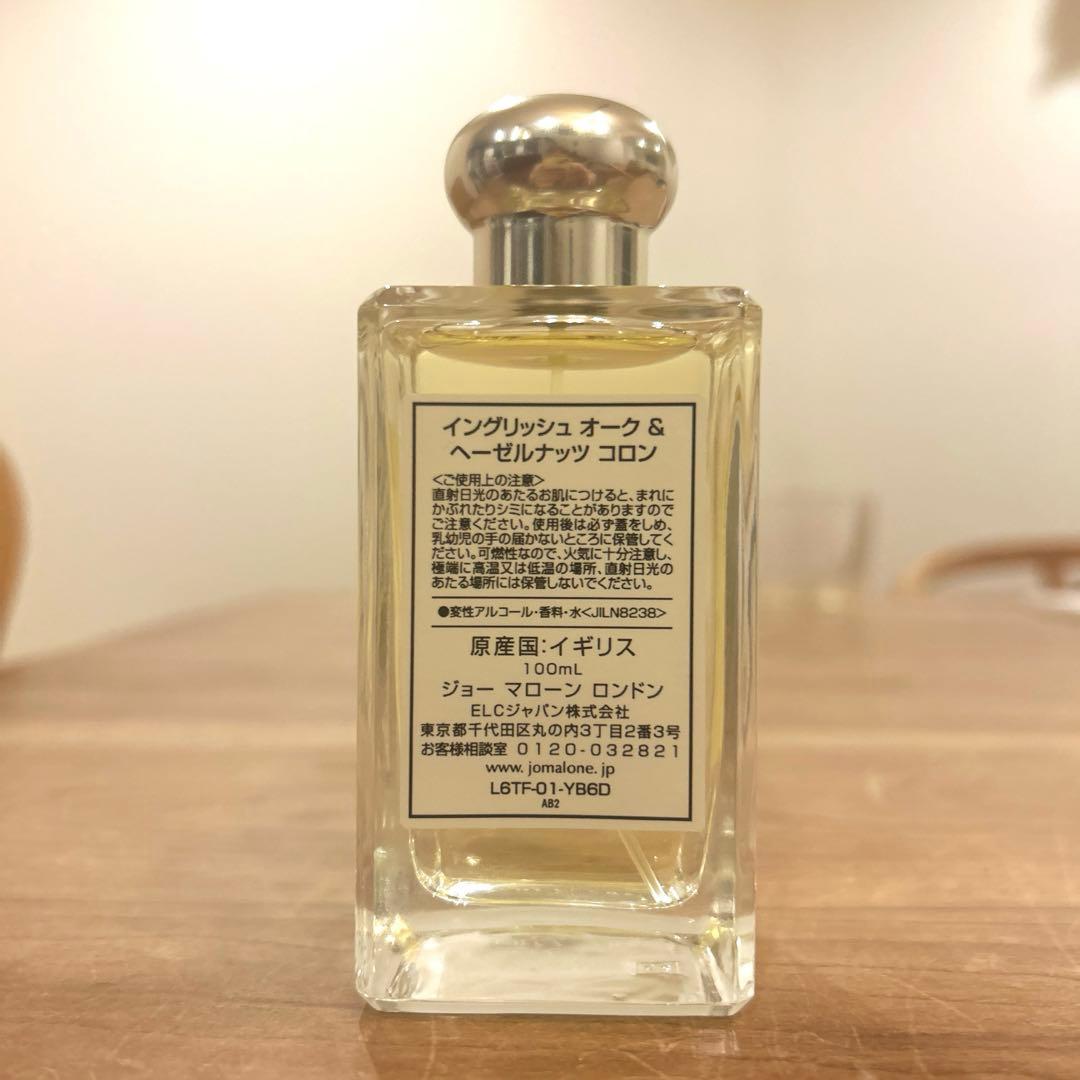 イングリッシュ オーク &
ヘーゼルナッツ コロン
<ご使用上の注意>
直射日光のあたるお肌につけると、まれに
かぶれたりシミになることがありますので
ご注意ください。使用後は必ず蓋をしめ、
乳幼児の手の届かないところに保管してく
ださい。可燃性なので、火気に十分注意し、
極端に高温又は低温の場所、直射日光の
あたる場所には保管しないでください。
●変性アルコール・香料・水<JILN8238>
原産国:イギリス
100mL
ジョー マローン ロンドン
ELCジャパン株式会社
東京都千代田区丸の内3丁目2番3号
お客様相談室 0120-032821
www.jomalone.jp
L6TF-01-YB6D
AB2